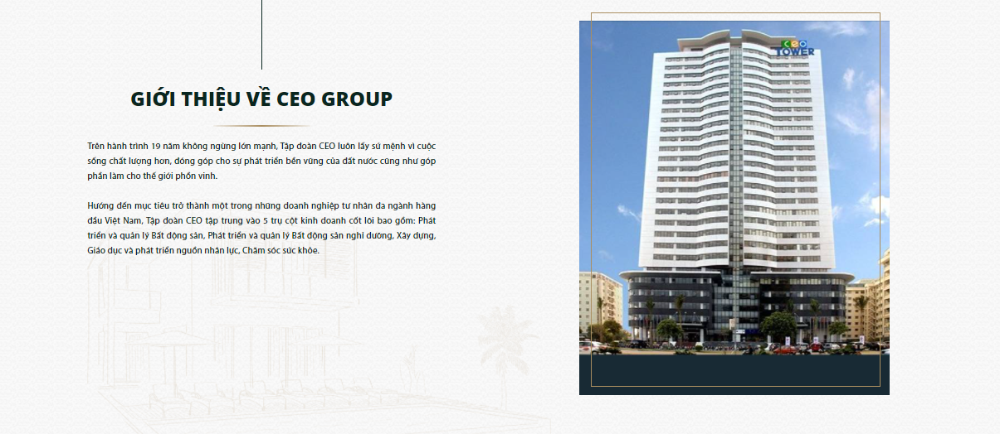 GIỚI THIỆU VỀ CEO GROUP
Trên hành trình 19 năm không ngừng lớn mạnh, Tập đoàn CEO luôn lấy sứ mệnh vì cuộc
sống chất lượng hơn, đóng góp cho sự phát triển bền vững của đất nước cũng như góp
phần làm cho thế giới phồn vinh.
Hướng đến mục tiêu trở thành một trong những doanh nghiệp tư nhân đa ngành hàng
đầu Việt Nam, Tập đoàn CEO tập trung vào 5 trụ cột kinh doanh cốt lõi bao gồm: Phát
triển và quản lý Bất động sản, Phát triển và quản lý Bất động sản nghỉ dưỡng, Xây dựng,
Giáo dục và phát triển nguồn nhân lực, Chăm sóc sức khỏe.
ceo
TOWER